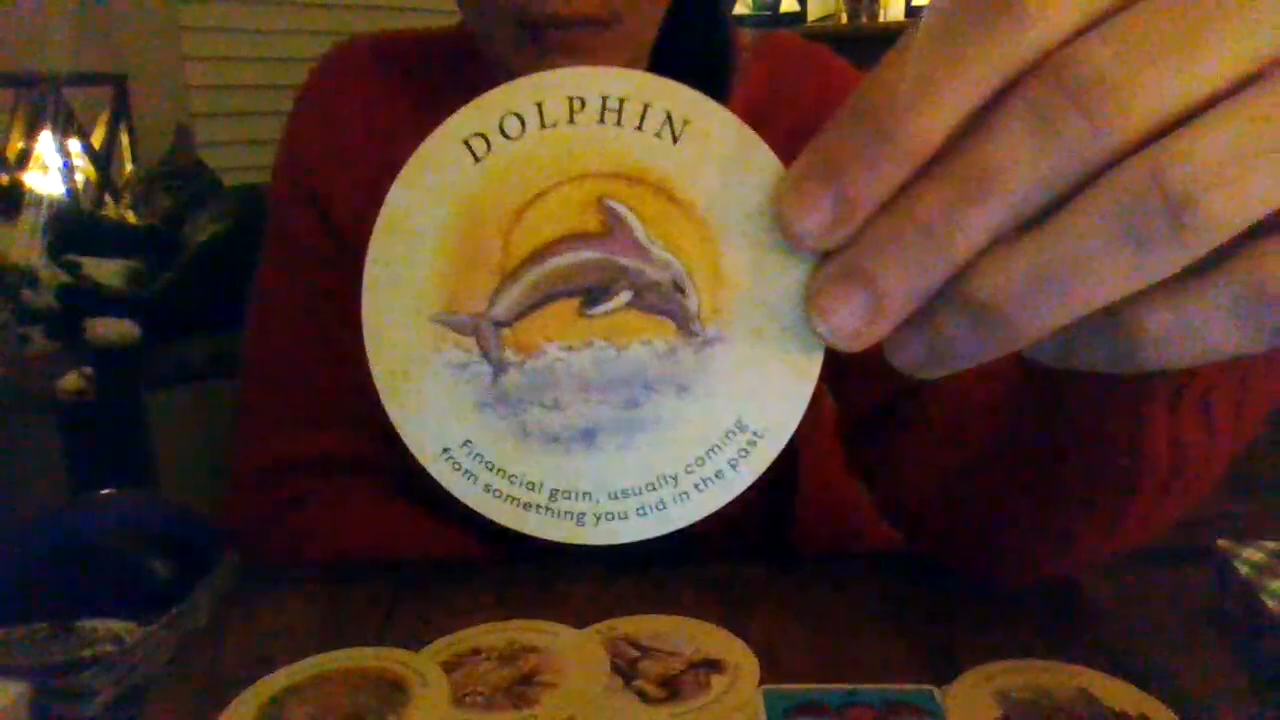 DOLPHIN
Financial gain, usually coming
from something you did in the past.